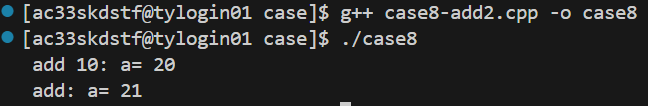 [ac33skdstf@tylogin01 case]$ g++ case8-add2.cpp -o case8
[ac33skdstf@tylogin01 case]$ ./case8
add 10: a= 20
add: a= 21